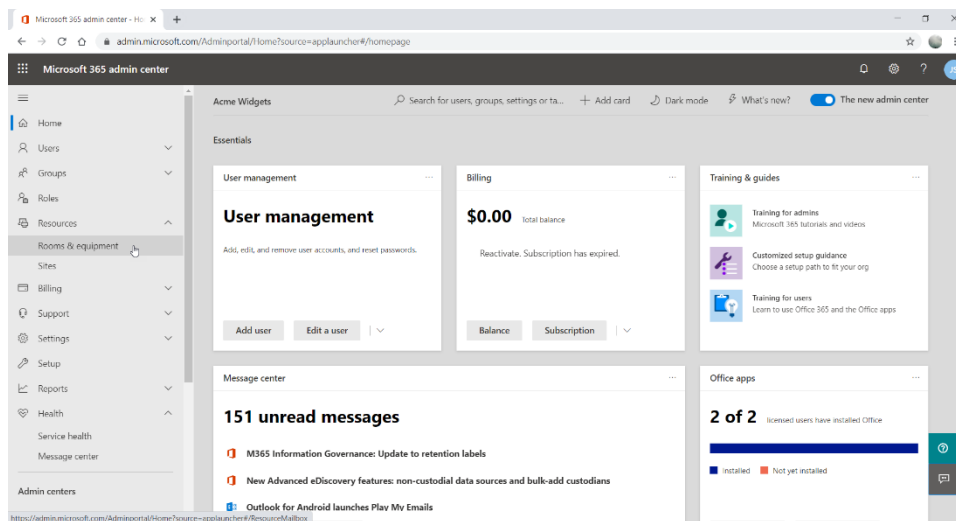 Microsoft 365 admin center - Ho
admin.microsoft.com/Adminportal/Home?source=applauncher#/homepage
Microsoft 365 admin center
Acme Widgets
Search for users, groups, settings or ta...
Add card
Dark mode
What's new?
The new admin center
Home
Users
Groups
Roles
Resources
Rooms & equipment
Sites
Billing
Support
Settings
Setup
Reports
Health
Service health
Message center
Admin centers
https://admin.microsoft.com/Adminportal/Home?source=applauncher#/ResourceMailbox
Essentials
User management
User management
Add, edit, and remove user accounts, and reset passwords.
Add user
Edit a user
Billing
$0.00 Total balance
Reactivate. Subscription has expired.
Balance
Subscription
Training & guides
Training for admins
Microsoft 365 tutorials and videos
Customized setup guidance
Choose a setup path to fit your org
Training for users
Learn to use Office 365 and the Office apps
Message center
151 unread messages
M365 Information Governance: Update to retention labels
New Advanced eDiscovery features: non-custodial data sources and bulk-add custodians
Outlook for Android launches Play My Emails
Office apps
2 of 2 licensed users have installed Office
Installed
Not yet installed